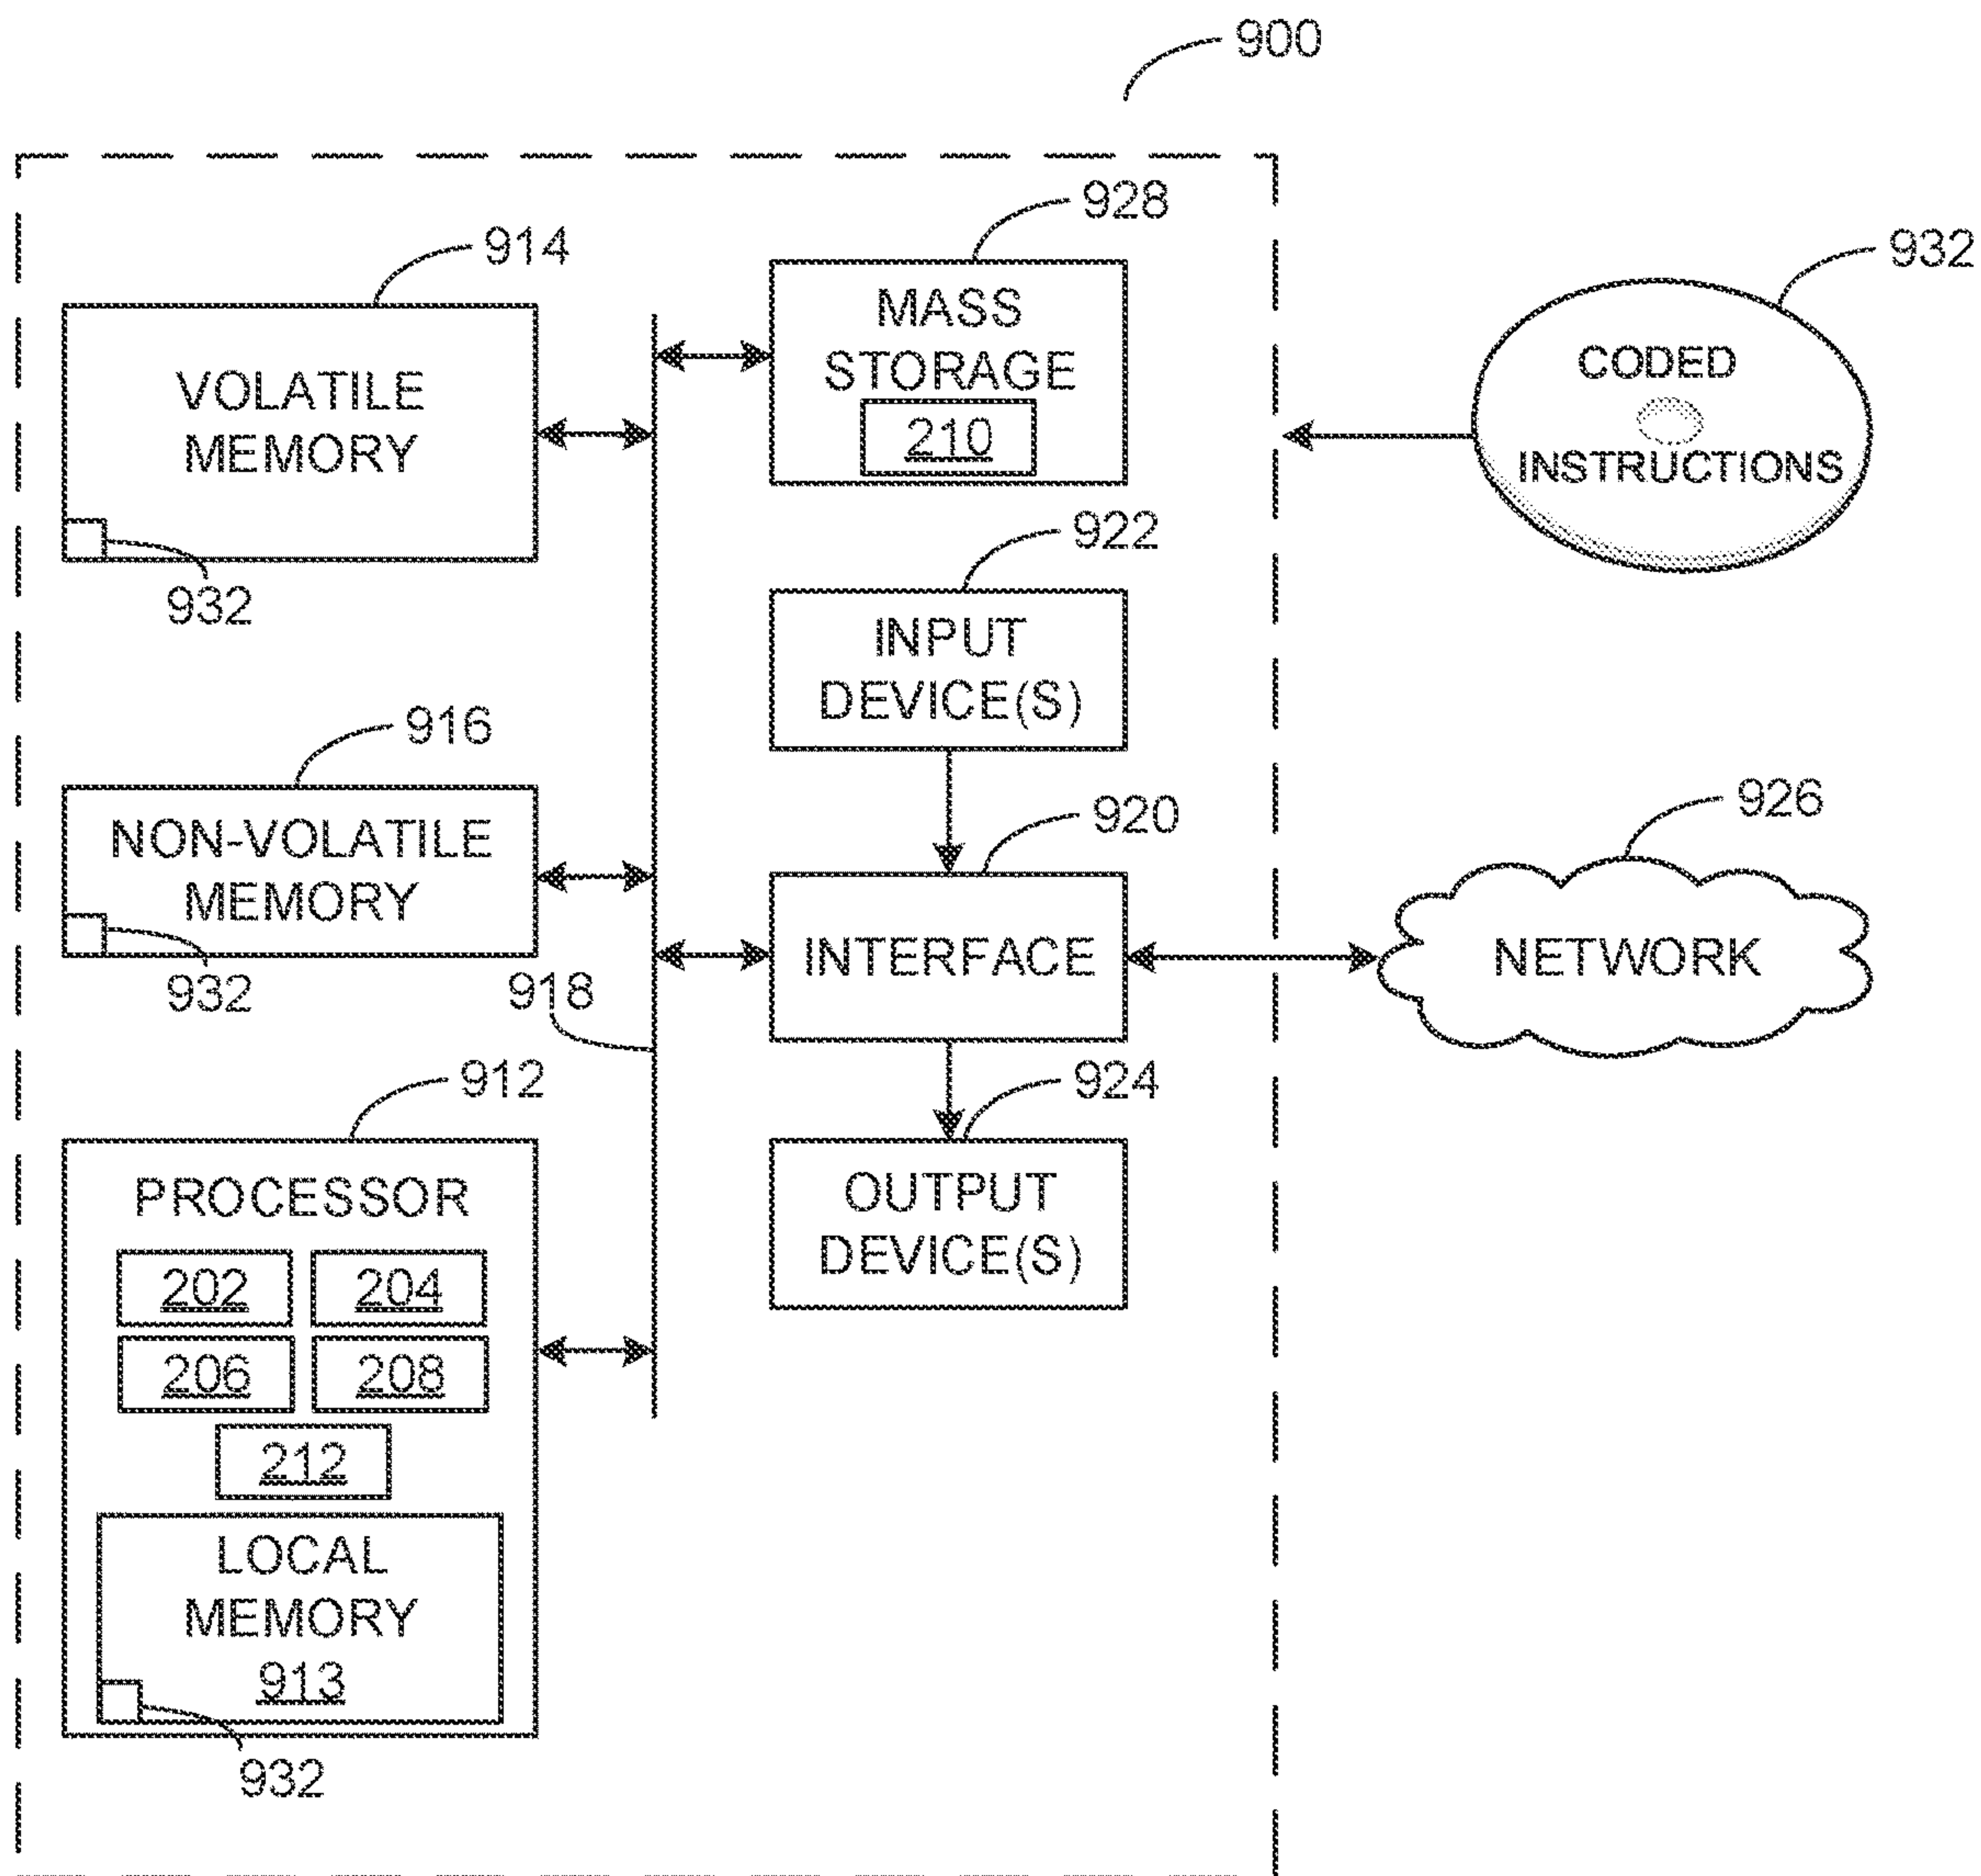 900
928
914
932
MASS
STORAGE
210
VOLATILE
MEMORY
932
CODED
INSTRUCTIONS
922
INPUT
DEVICE(S)
916
NON-VOLATILE
MEMORY
932
920
INTERFACE
926
NETWORK
918
912
924
OUTPUT
DEVICE(S)
PROCESSOR
202
204
206
208
212
LOCAL
MEMORY
913
932